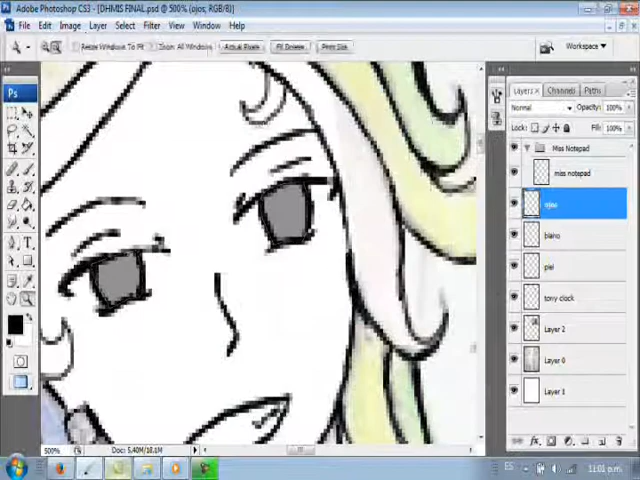 Adobe Photoshop CS3 - [DHMIS FINAL.psd @ 500% (ojos, RGB/8)]
File Edit Image Layer Select Filter View Window Help
Resize Windows To Fit Zoom All Windows Actual Pixels Fit Screen Print Size
Workspace
Ps
Layers Channels Paths
Normal Opacity: 100%
Lock: Fill: 100%
Miss Notepad
miss notepad
ojos
blano
piel
tony clock
Layer 2
Layer 0
Layer 1
500% Doc: 5.40M/18.1M
ES 11:01 p.m.